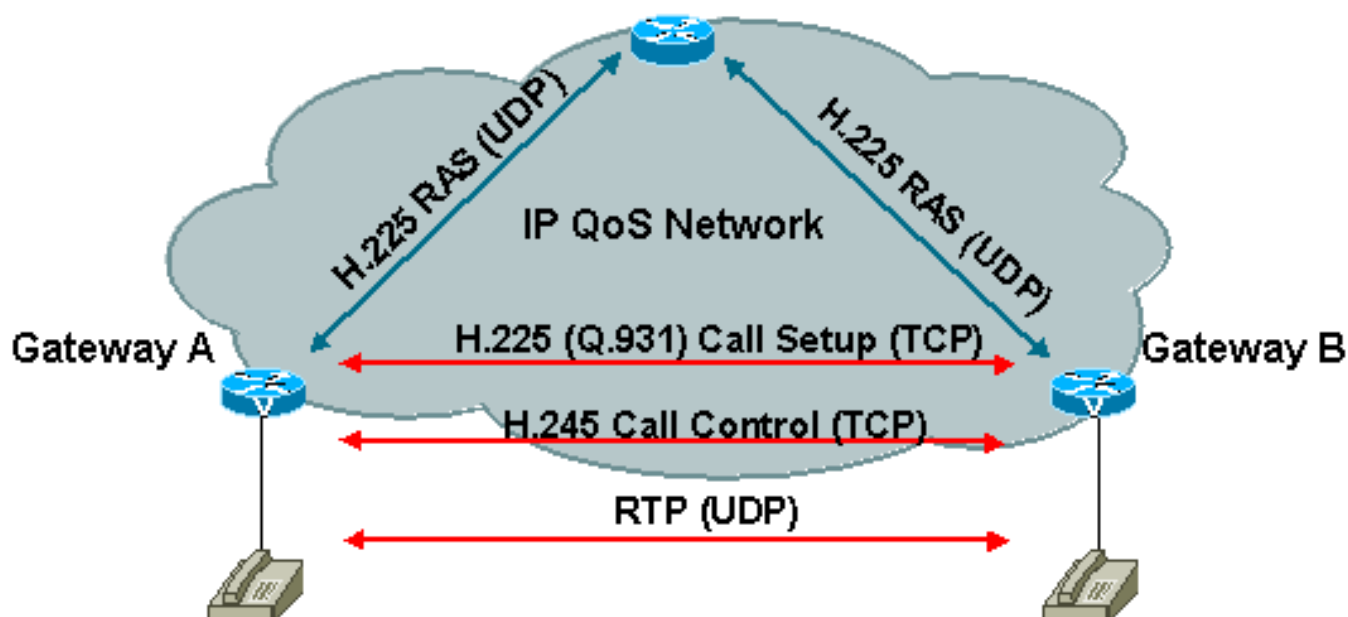 H.225 RAS (UDP)
H.225 RAS (UDP)
IP QoS Network
Gateway A
H.225 (Q.931) Call Setup (TCP)
Gateway B
H.245 Call Control (TCP)
RTP (UDP)